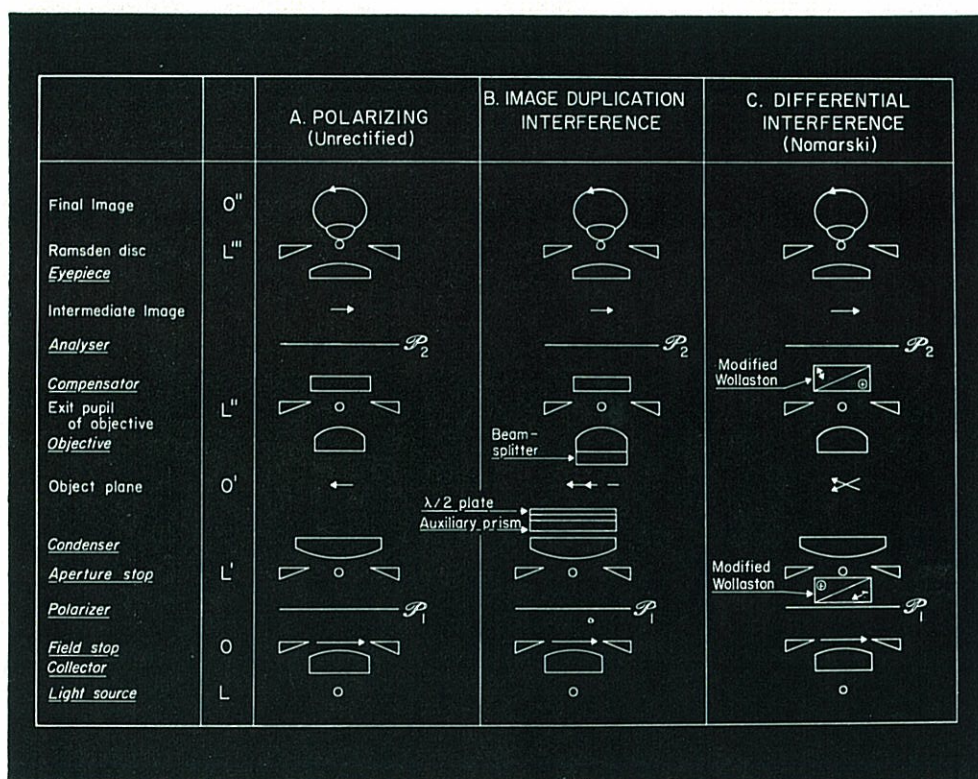 A. POLARIZING
(Unrectified)
B. IMAGE DUPLICATION
INTERFERENCE
C. DIFFERENTIAL
INTERFERENCE
(Nomarski)
Final Image O"
Ramsden disc L'''
Eyepiece
Intermediate Image
Analyser 𝒫2 𝒫2 𝒫2
Modified
Wollaston
Compensator
Exit pupil L"
of objective
Objective
Beam-
splitter
Object plane O'
λ/2 plate
Auxiliary prism
Condenser
Aperture stop L'
Modified
Wollaston
Polarizer 𝒫1 𝒫1 𝒫1
Field stop O
Collector
Light source L